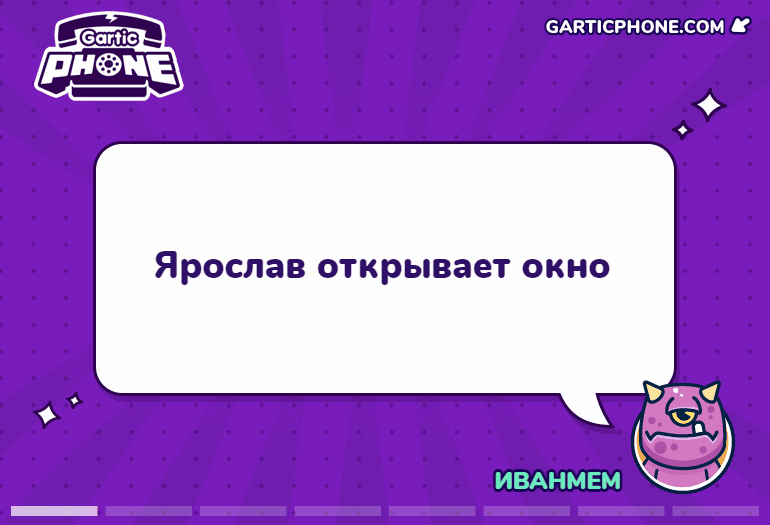 Gartic
PHONE
GARTICPHONE.COM
Ярослав открывает окно
ИВАНМЕМ